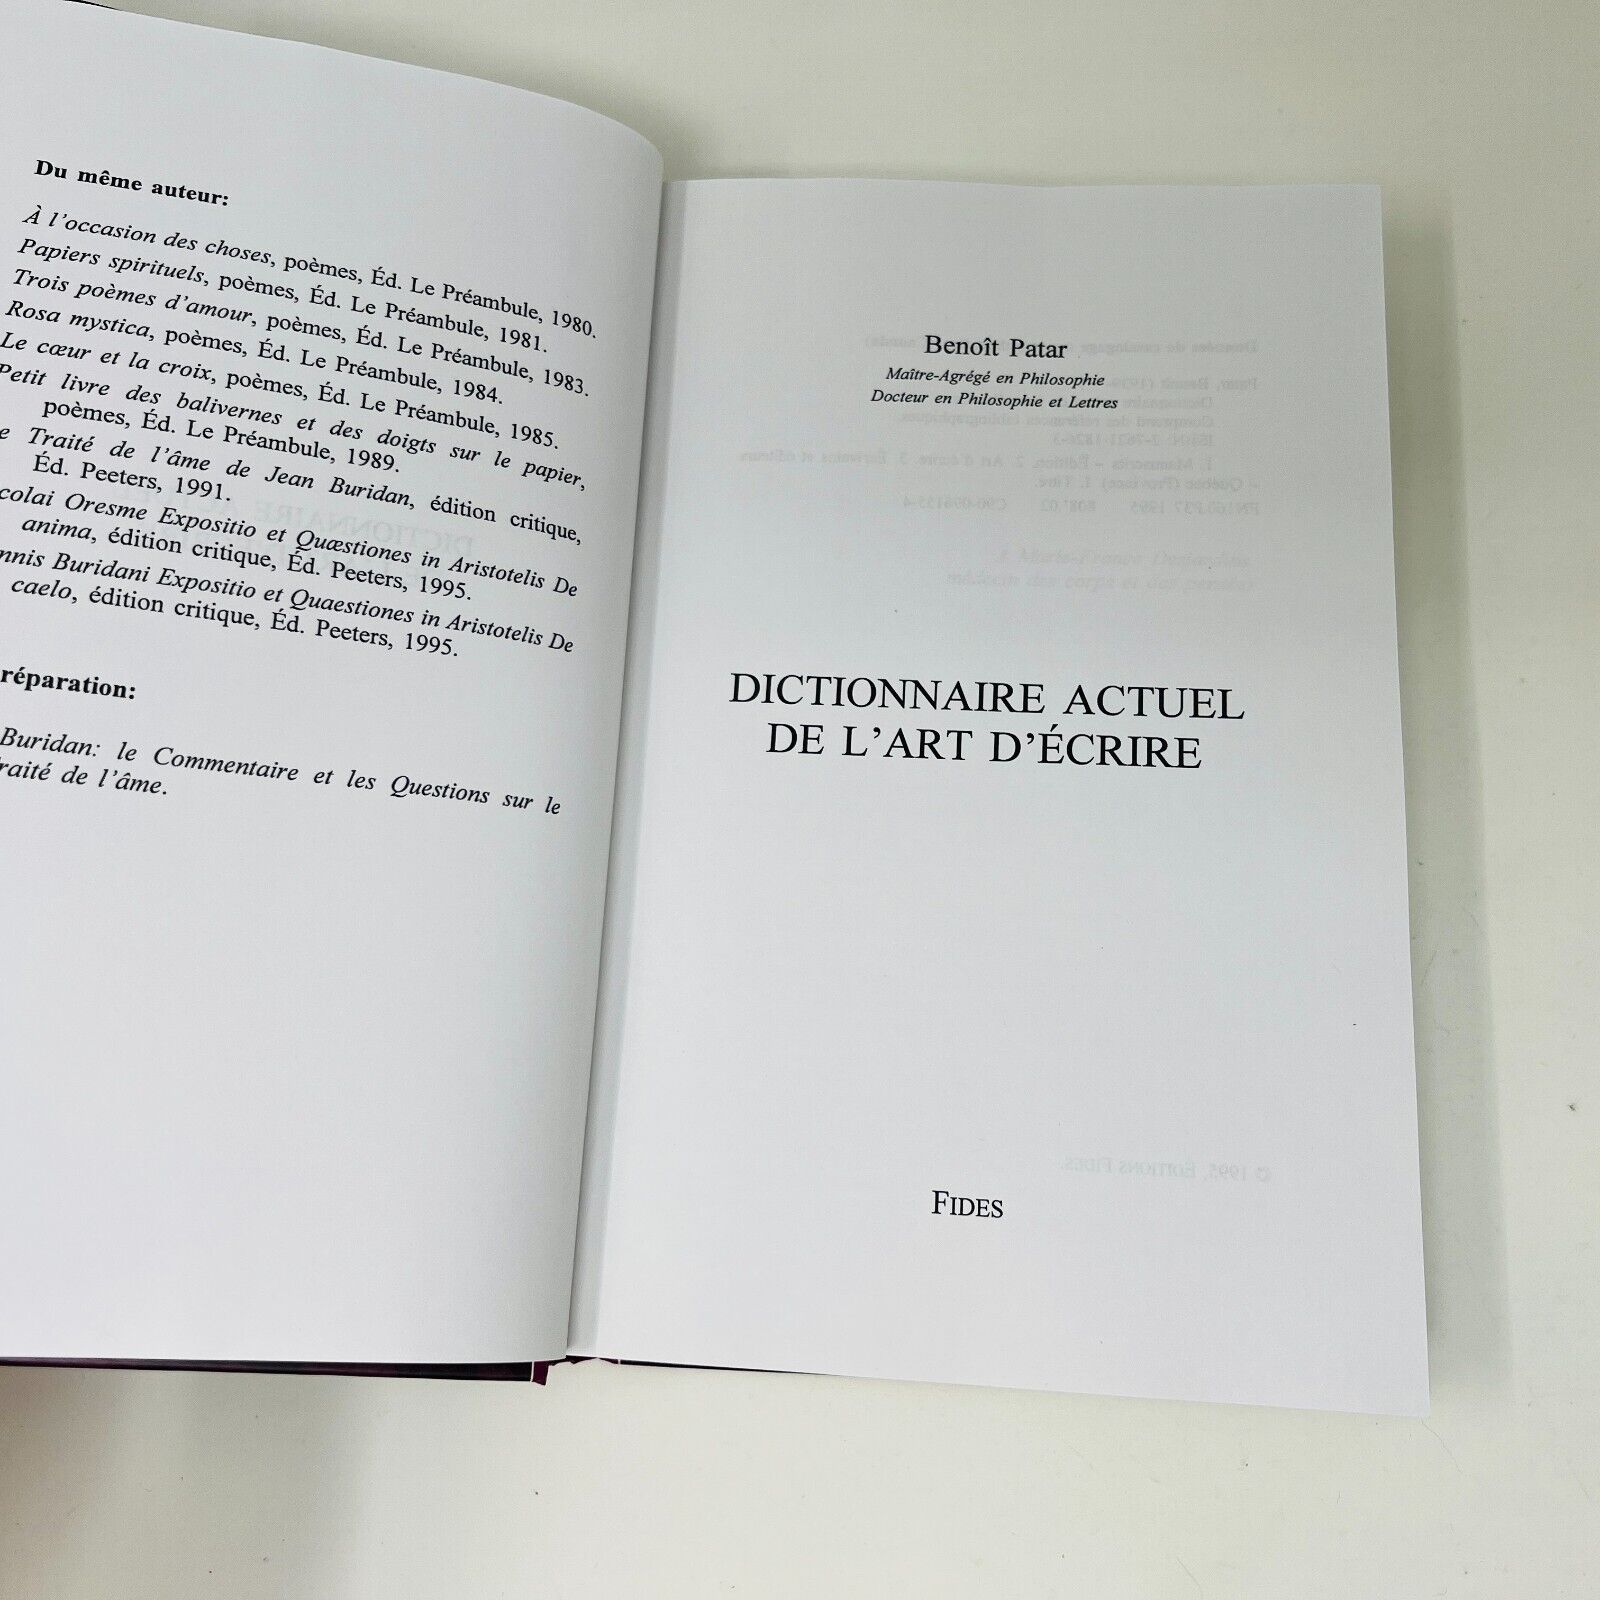 Du même auteur:
À l'occasion des choses, poèmes, Éd. Le Préambule, 1980.
Papiers spirituels, poèmes, Éd. Le Préambule, 1981.
Trois poèmes d'amour, poèmes, Éd. Le Préambule, 1983.
Rosa mystica, poèmes, Éd. Le Préambule, 1984.
Le cœur et la croix, poèmes, Éd. Le Préambule, 1985.
Petit livre des balivernes et des doigts sur le papier,
poèmes, Éd. Le Préambule, 1989.
e Traité de l'âme de Jean Buridan, édition critique,
Éd. Peeters, 1991.
colai Oresme Expositio et Quæstiones in Aristotelis De
anima, édition critique, Éd. Peeters, 1995.
nnis Buridani Expositio et Quaestiones in Aristotelis De
caelo, édition critique, Éd. Peeters, 1995.
réparation:
Buridan: le Commentaire et les Questions sur le
raité de l'âme.
Benoît Patar
Maître-Agrégé en Philosophie
Docteur en Philosophie et Lettres
DICTIONNAIRE ACTUEL
DE L'ART D'ÉCRIRE
FIDES
© 1995, ÉDITIONS FIDES.